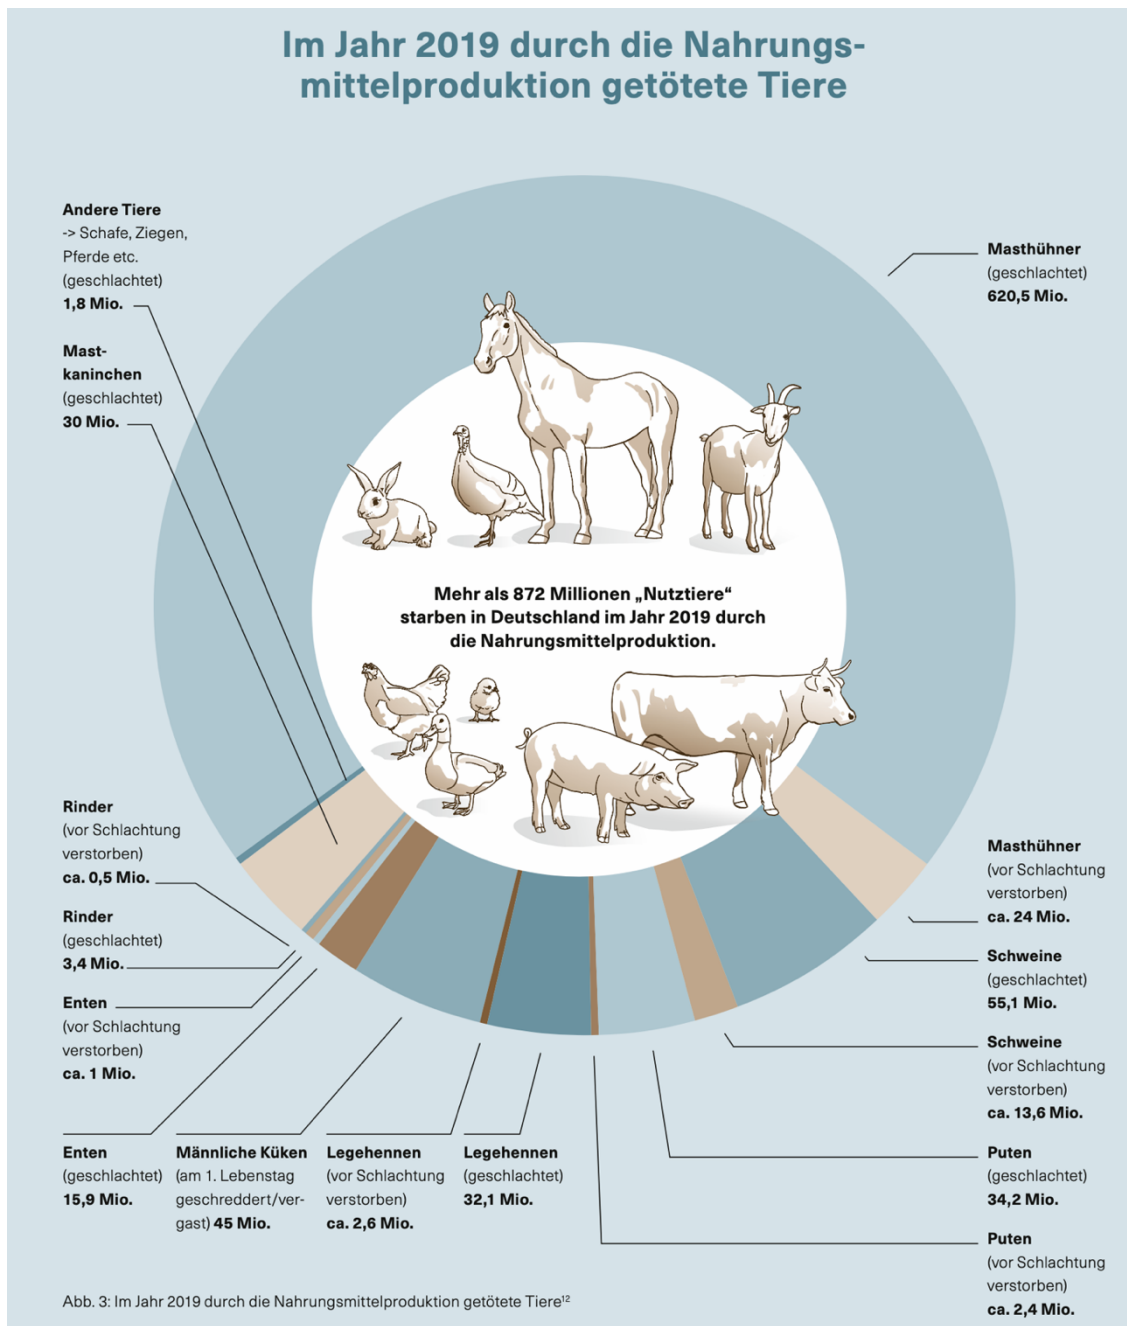 Im Jahr 2019 durch die Nahrungs-
mittelproduktion getötete Tiere
Andere Tiere
-> Schafe, Ziegen,
Pferde etc.
(geschlachtet)
1,8 Mio.
Mast-
kaninchen
(geschlachtet)
30 Mio.
Masthühner
(geschlachtet)
620,5 Mio.
Mehr als 872 Millionen „Nutztiere“
starben in Deutschland im Jahr 2019 durch
die Nahrungsmittelproduktion.
Rinder
(vor Schlachtung
verstorben)
ca. 0,5 Mio.
Rinder
(geschlachtet)
3,4 Mio.
Enten
(vor Schlachtung
verstorben)
ca. 1 Mio.
Enten
(geschlachtet)
15,9 Mio.
Männliche Küken
(am 1. Lebenstag
geschreddert/ver-
gast) 45 Mio.
Legehennen
(vor Schlachtung
verstorben)
ca. 2,6 Mio.
Legehennen
(geschlachtet)
32,1 Mio.
Masthühner
(vor Schlachtung
verstorben)
ca. 24 Mio.
Schweine
(geschlachtet)
55,1 Mio.
Schweine
(vor Schlachtung
verstorben)
ca. 13,6 Mio.
Puten
(geschlachtet)
34,2 Mio.
Puten
(vor Schlachtung
verstorben)
ca. 2,4 Mio.
Abb. 3: Im Jahr 2019 durch die Nahrungsmittelproduktion getötete Tiere¹²